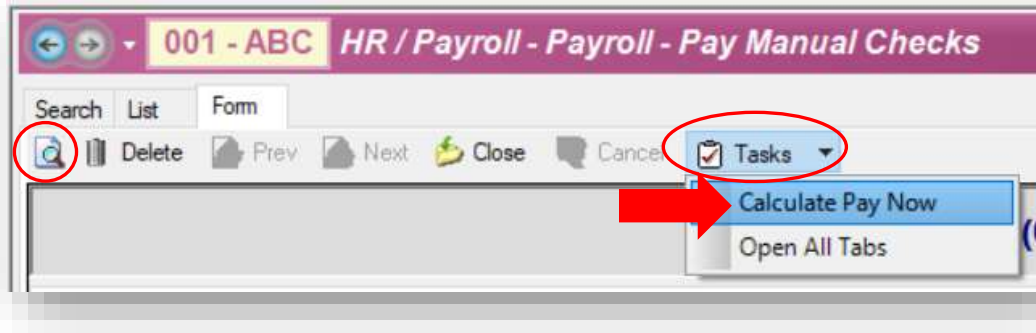 001 - ABC HR / Payroll - Payroll - Pay Manual Checks
Search List Form
Delete Prev Next Close Cancel Tasks
Calculate Pay Now
Open All Tabs